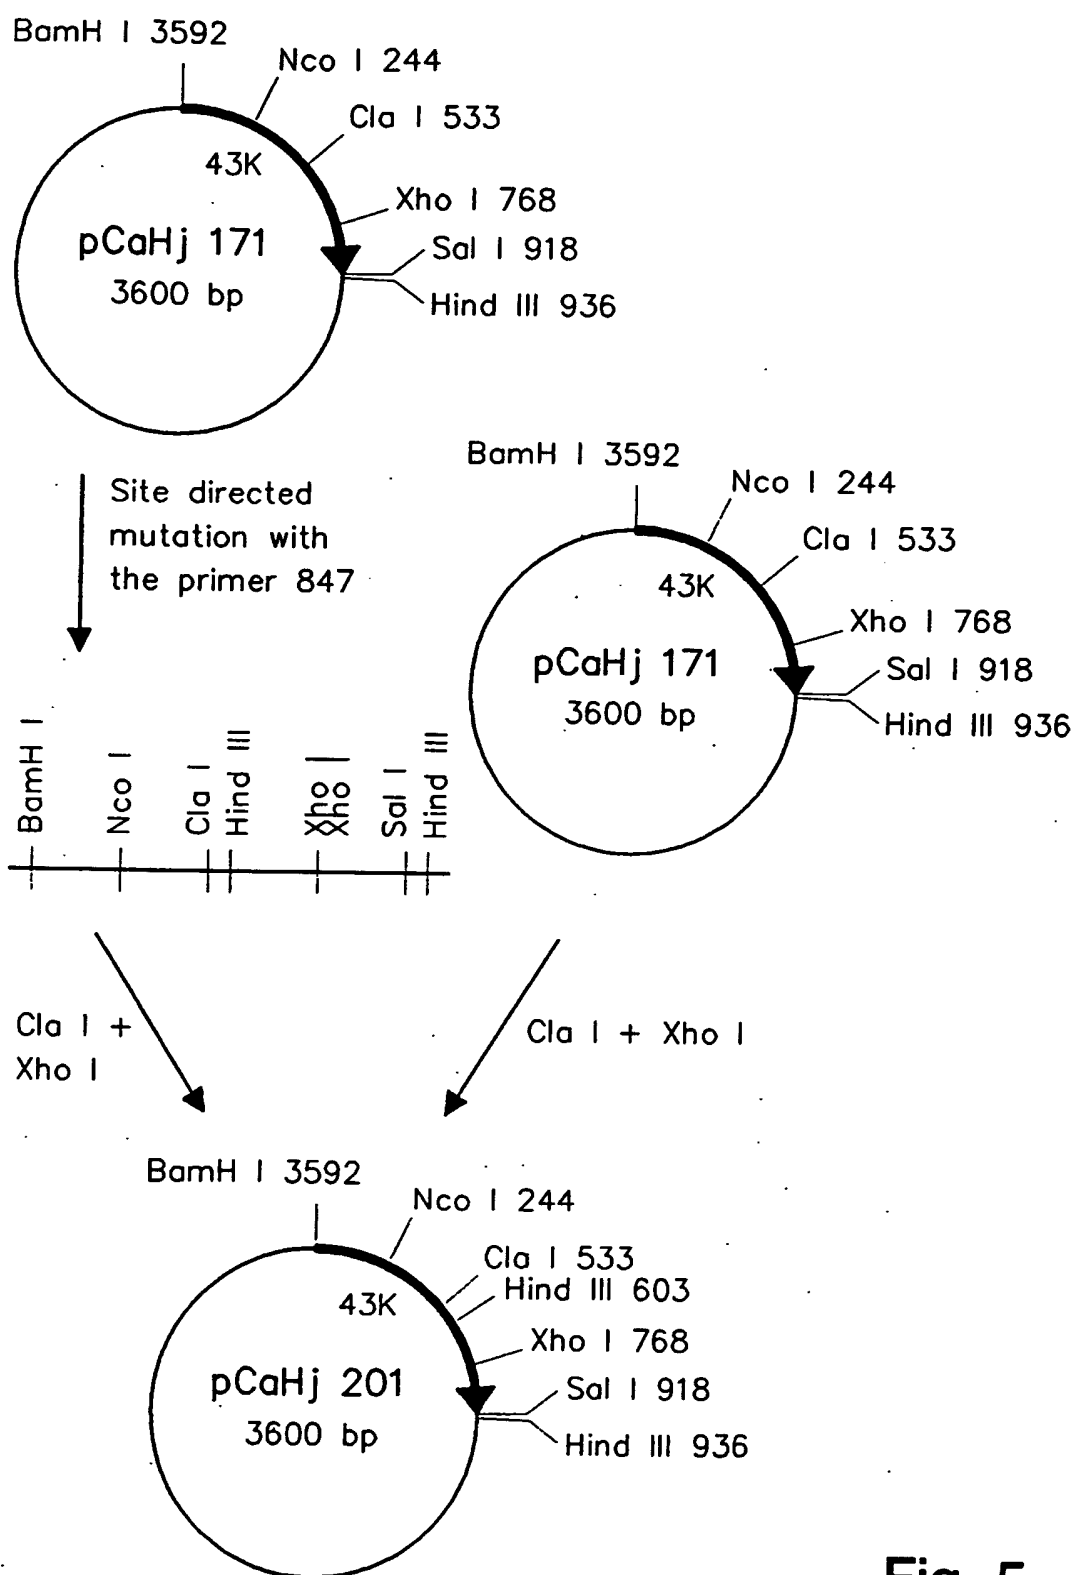 BamH I 3592
Nco I 244
Cla I 533
43K
Xho I 768
pCaHj 171
3600 bp
Sal I 918
Hind III 936
Site directed
mutation with
the primer 847
BamH I 3592
Nco I 244
Cla I 533
43K
Xho I 768
pCaHj 171
3600 bp
Sal I 918
Hind III 936
BamH I
Nco I
Cla I
Hind III
Xho I
Xho I
Sal I
Hind III
Cla I +
Xho I
Cla I + Xho I
BamH I 3592
Nco I 244
Cla I 533
Hind III 603
43K
Xho I 768
pCaHj 201
3600 bp
Sal I 918
Hind III 936
Fig. 5